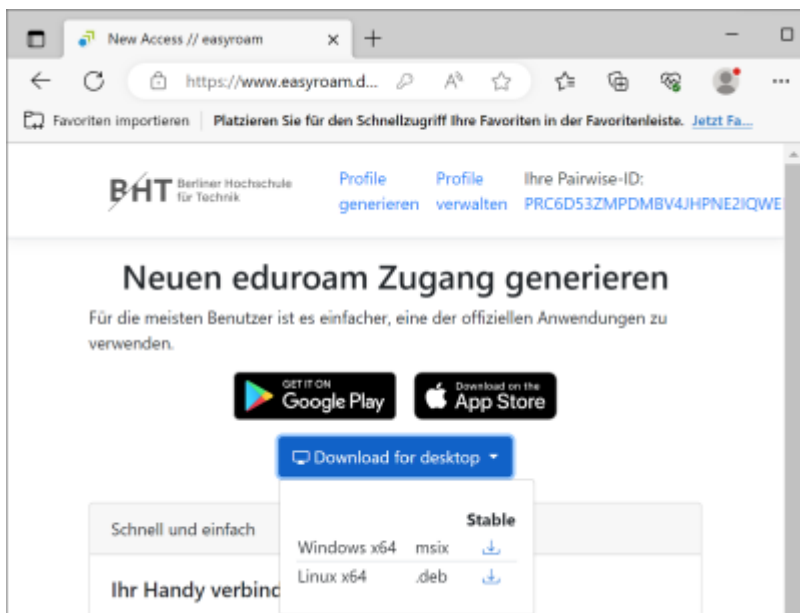 New Access // easyroam
https://www.easyroam.d...
Favoriten importieren
Platzieren Sie für den Schnellzugriff Ihre Favoriten in der Favoritenleiste. Jetzt Fa...
BHT Berliner Hochschule für Technik
Profile generieren
Profile verwalten
Ihre Pairwise-ID:
PRC6D53ZMPDMBV4JHPNE2IQWE
Neuen eduroam Zugang generieren
Für die meisten Benutzer ist es einfacher, eine der offiziellen Anwendungen zu
verwenden.
GET IT ON
Google Play
Download on the
App Store
Download for desktop
Stable
Schnell und einfach
Windows x64 msix
Linux x64 .deb
Ihr Handy verbind